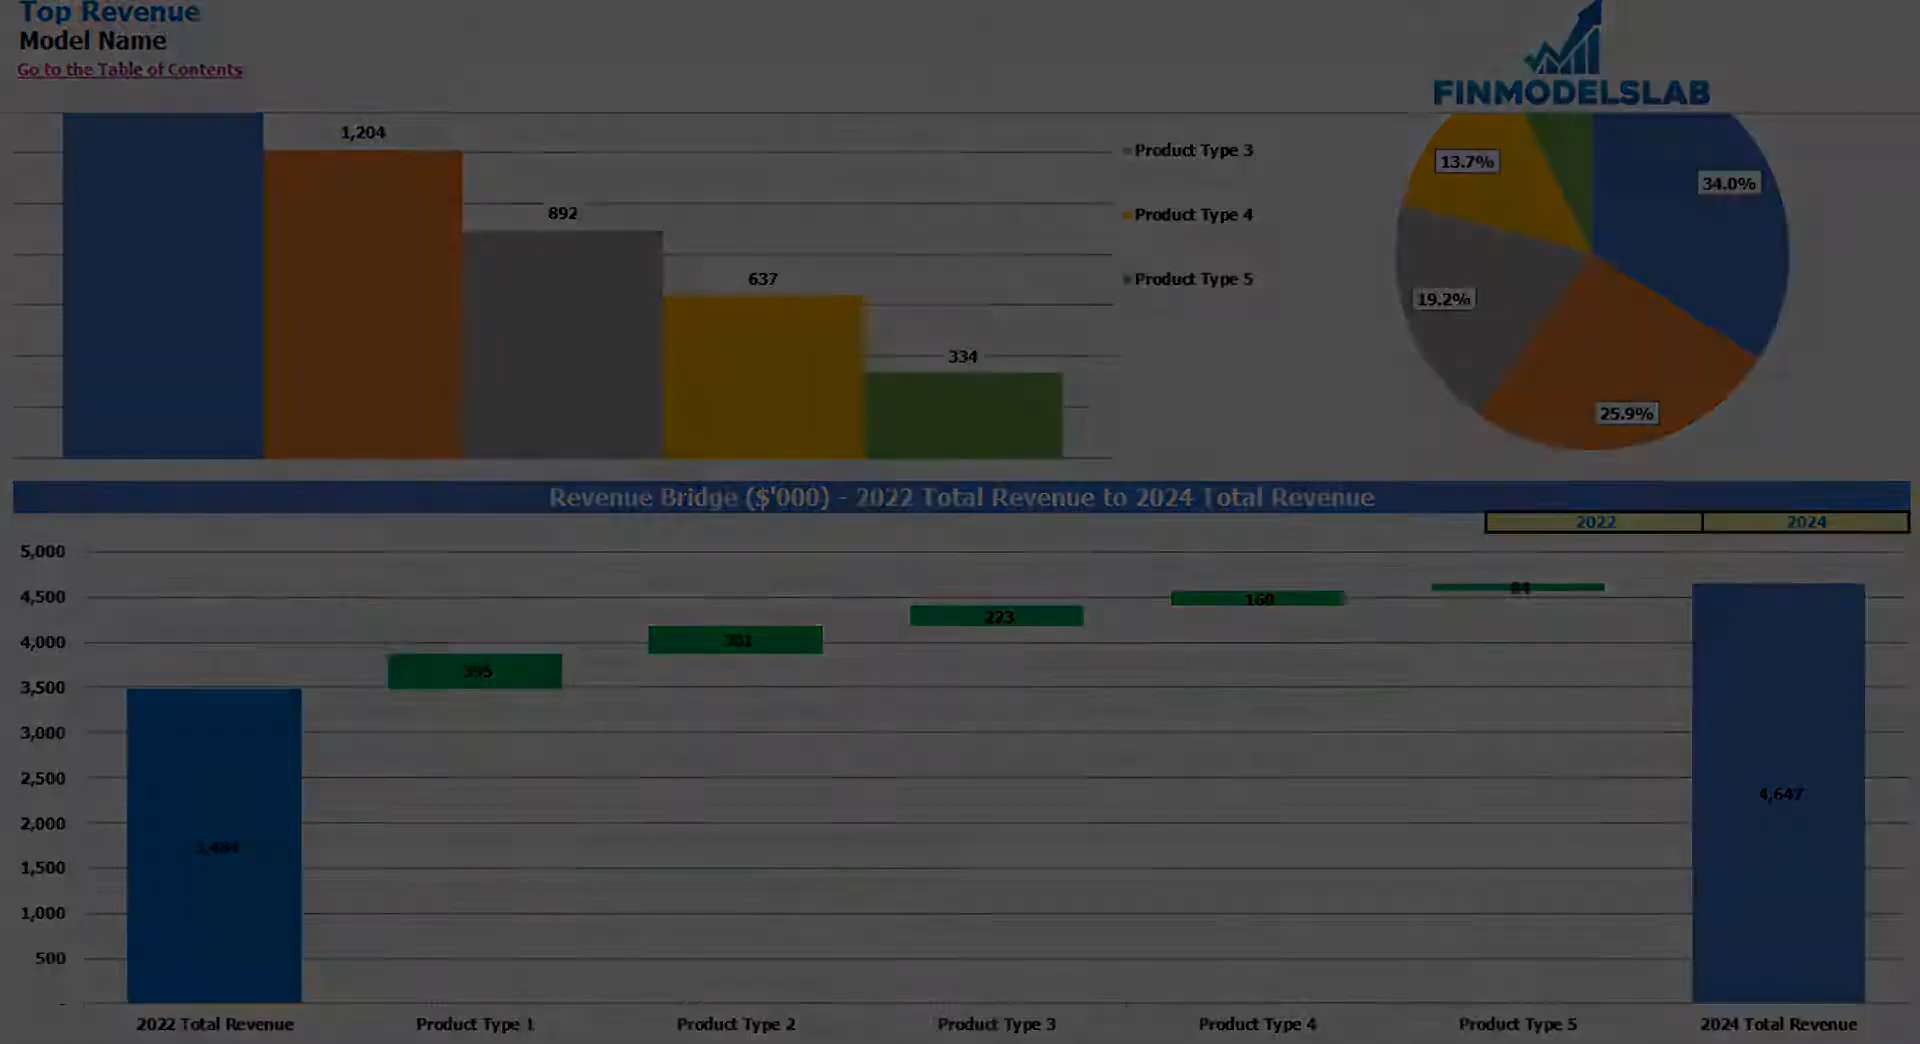 Top Revenue
Model Name
Go to the Table of Contents
FINMODELSLAB
1,204
892
637
334
Product Type 3
Product Type 4
Product Type 5
13.7%
34.0%
19.2%
25.9%
Revenue Bridge ($'000) - 2022 Total Revenue to 2024 Total Revenue
2022 2024
5,000
4,500
4,000
3,500
3,000
2,500
2,000
1,500
1,000
500
-
3,484
395
301
223
160
84
4,647
2022 Total Revenue
Product Type 1
Product Type 2
Product Type 3
Product Type 4
Product Type 5
2024 Total Revenue